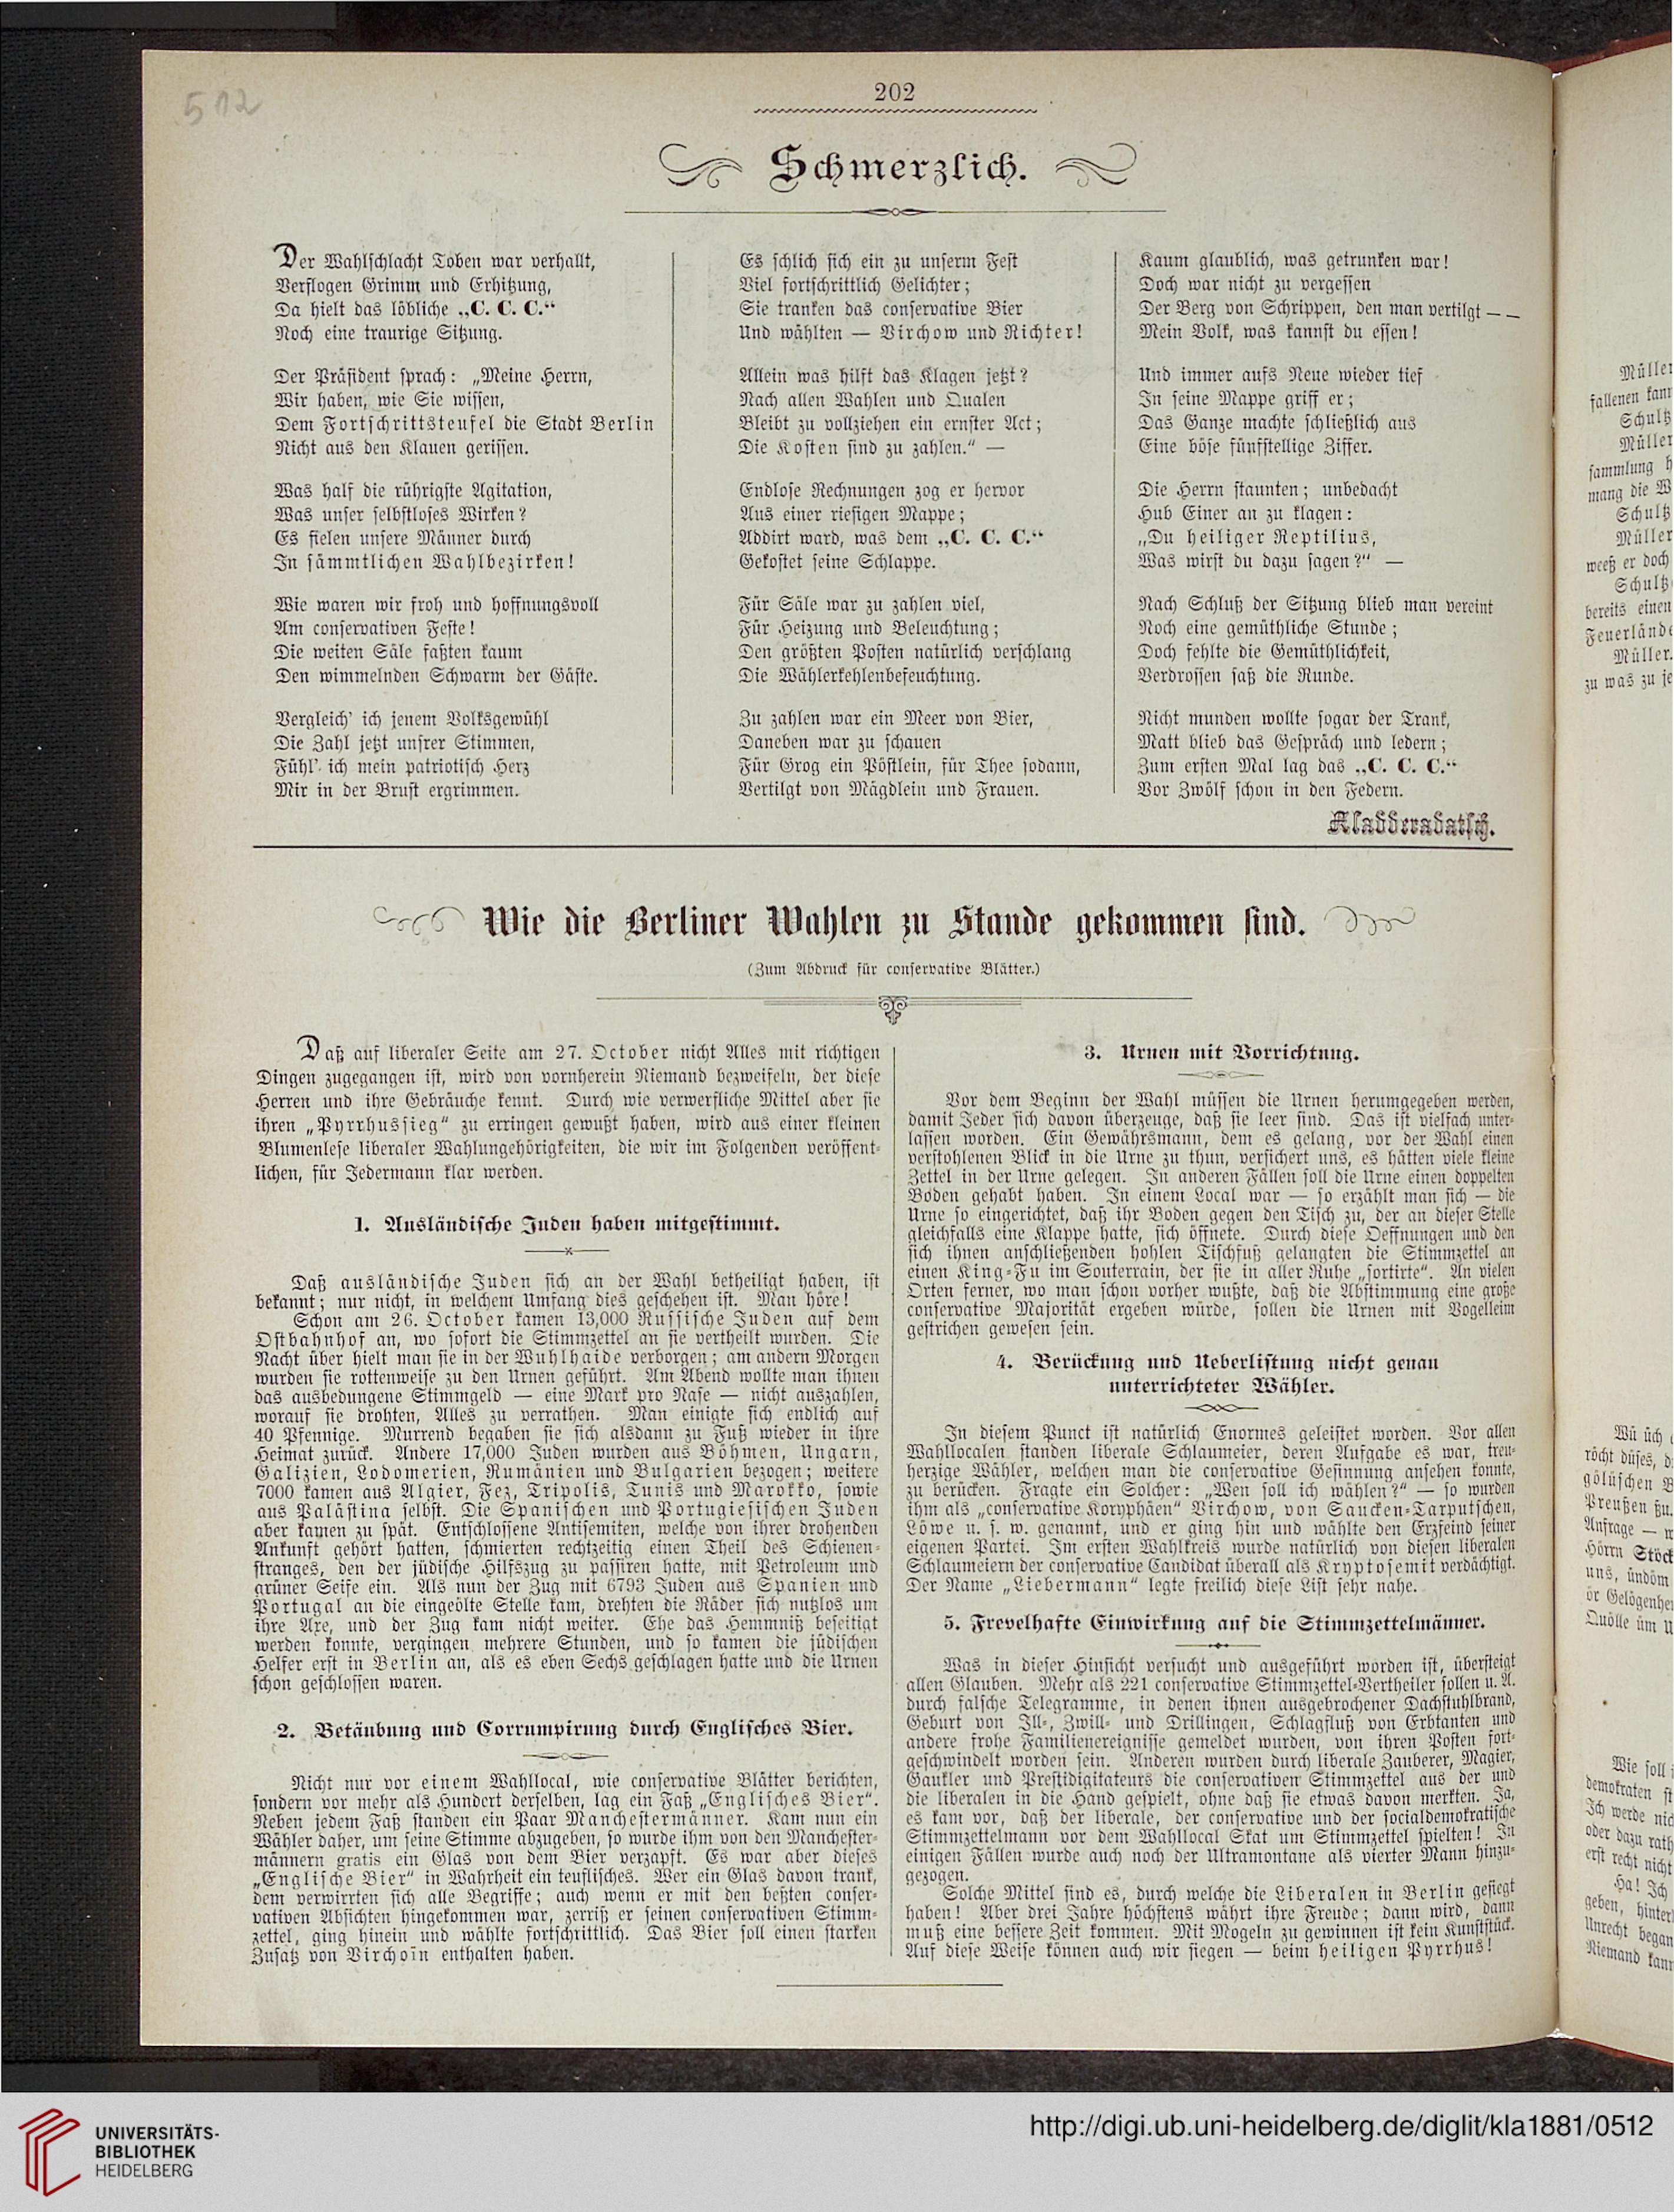 512
202
Schmerzlich.
Der Wahlschlacht Toben war verhallt,
Verflogen Grimm und Erhitzung,
Da hielt das löbliche „C. C. C.“
Noch eine traurige Sitzung.
Der Präsident sprach: „Meine Herrn,
Wir haben, wie Sie wissen,
Dem Fortschrittsteufel die Stadt Berlin
Nicht aus den Klauen gerissen.
Was half die rührigste Agitation,
Was unser selbstloses Wirken?
Es fielen unsere Männer durch
In sämmtlichen Wahlbezirken!
Wie waren wir froh und hoffnungsvoll
Am conservativen Feste!
Die weiten Säle faßten kaum
Den wimmelnden Schwarm der Gäste.
Vergleich' ich jenem Volksgewühl
Die Zahl jetzt unsrer Stimmen,
Fühl' ich mein patriotisch Herz
Mir in der Brust ergrimmen.
Es schlich sich ein zu unserm Fest
Viel fortschrittlich Gelichter;
Sie tranken das conservative Bier
Und wählten — Virchow und Richter!
Allein was hilft das Klagen jetzt?
Nach allen Wahlen und Qualen
Bleibt zu vollziehen ein ernster Act;
Die Kosten sind zu zahlen.“ —
Endlose Rechnungen zog er hervor
Aus einer riesigen Mappe;
Addirt ward, was dem „C. C. C.“
Gekostet seine Schlappe.
Für Säle war zu zahlen viel,
Für Heizung und Beleuchtung;
Den größten Posten natürlich verschlang
Die Wählerkehlenbefeuchtung.
Zu zahlen war ein Meer von Bier,
Daneben war zu schauen
Für Grog ein Pöstlein, für Thee sodann,
Vertilgt von Mägdlein und Frauen.
Kaum glaublich, was getrunken war!
Doch war nicht zu vergessen
Der Berg von Schrippen, den man vertilgt — —
Mein Volk, was kannst du essen!
Und immer aufs Neue wieder tief
In seine Mappe griff er;
Das Ganze machte schließlich aus
Eine böse fünfstellige Ziffer.
Die Herrn staunten; unbedacht
Hub Einer an zu klagen:
„Du heiliger Reptilius,
Was wirst du dazu sagen?“ —
Nach Schluß der Sitzung blieb man vereint
Noch eine gemüthliche Stunde;
Doch fehlte die Gemüthlichkeit,
Verdrossen saß die Runde.
Nicht munden wollte sogar der Trank,
Matt blieb das Gespräch und ledern;
Zum ersten Mal lag das „C. C. C.“
Vor Zwölf schon in den Federn.
Kladderadatsch.
Wie die Berliner Wahlen zu Stande gekommen sind.
(Zum Abdruck für conservative Blätter.)
Daß auf liberaler Seite am 27. October nicht Alles mit richtigen
Dingen zugegangen ist, wird von vornherein Niemand bezweifeln, der diese
Herren und ihre Gebräuche kennt. Durch wie verwerfliche Mittel aber sie
ihren „Pyrrhussieg“ zu erringen gewußt haben, wird aus einer kleinen
Blumenlese liberaler Wahlungehörigkeiten, die wir im Folgenden veröffent-
lichen, für Jedermann klar werden.
1. Ausländische Juden haben mitgestimmt.
Daß ausländische Juden sich an der Wahl betheiligt haben, ist
bekannt; nur nicht, in welchem Umfang dies geschehen ist. Man höre!
Schon am 26. October kamen 13,000 Russische Juden auf dem
Ostbahnhof an, wo sofort die Stimmzettel an sie vertheilt wurden. Die
Nacht über hielt man sie in der Wuhlhaide verborgen; am andern Morgen
wurden sie rottenweise zu den Urnen geführt. Am Abend wollte man ihnen
das ausbedungene Stimmgeld — eine Mark pro Nase — nicht auszahlen,
worauf sie drohten, Alles zu verrathen. Man einigte sich endlich auf
40 Pfennige. Murrend begaben sie sich alsdann zu Fuß wieder in ihre
Heimat zurück. Andere 17,000 Juden wurden aus Böhmen, Ungarn,
Galizien, Lodomerien, Rumänien und Bulgarien bezogen; weitere
7000 kamen aus Algier, Fez, Tripolis, Tunis und Marokko, sowie
aus Palästina selbst. Die Spanischen und Portugiesischen Juden
aber kamen zu spät. Entschlossene Antisemiten, welche von ihrer drohenden
Ankunft gehört hatten, schmierten rechtzeitig einen Theil des Schienen-
stranges, den der jüdische Hilfszug zu passiren hatte, mit Petroleum und
grüner Seife ein. Als nun der Zug mit 6793 Juden aus Spanien und
Portugal an die eingeölte Stelle kam, drehten die Räder sich nutzlos um
ihre Axe, und der Zug kam nicht weiter. Ehe das Hemmniß beseitigt
werden konnte, vergingen mehrere Stunden, und so kamen die jüdischen
Helfer erst in Berlin an, als es eben Sechs geschlagen hatte und die Urnen
schon geschlossen waren.
2. Betäubung und Corrumpirung durch Englisches Bier.
Nicht nur vor einem Wahllocal, wie conservative Blätter berichten,
sondern vor mehr als Hundert derselben, lag ein Faß „Englisches Bier“.
Neben jedem Faß standen ein Paar Manchestermänner. Kam nun ein
Wähler daher, um seine Stimme abzugeben, so wurde ihm von den Manchester-
männern gratis ein Glas von dem Bier verzapft. Es war aber dieses
„Englische Bier“ in Wahrheit ein teuflisches. Wer ein Glas davon trank,
dem verwirrten sich alle Begriffe; auch wenn er mit den beßten conser-
vativen Absichten hingekommen war, zerriß er seinen conservativen Stimm-
zettel, ging hinein und wählte fortschrittlich. Das Bier soll einen starken
Zusatz von Virchoin enthalten haben.
3. Urnen mit Vorrichtung.
Vor dem Beginn der Wahl müssen die Urnen herumgegeben werden,
damit Jeder sich davon überzeuge, daß sie leer sind. Das ist vielfach unter-
lassen worden. Ein Gewährsmann, dem es gelang, vor der Wahl einen
verstohlenen Blick in die Urne zu thun, versichert uns, es hätten viele kleine
Zettel in der Urne gelegen. In anderen Fällen soll die Urne einen doppelten
Boden gehabt haben. In einem Local war — so erzählt man sich — die
Urne so eingerichtet, daß ihr Boden gegen den Tisch zu, der an dieser Stelle
gleichfalls eine Klappe hatte, sich öffnete. Durch diese Oeffnungen und den
sich ihnen anschließenden hohlen Tischfuß gelangten die Stimmzettel an
einen King-Fu im Souterrain, der sie in aller Ruhe „sortirte“. An vielen
Orten ferner, wo man schon vorher wußte, daß die Abstimmung eine große
conservative Majorität ergeben würde, sollen die Urnen mit Vogelleim
gestrichen gewesen sein.
4. Berückung und Ueberlistung nicht genau
unterrichteter Wähler.
In diesem Punct ist natürlich Enormes geleistet worden. Vor allen
Wahllocalen standen liberale Schlaumeier, deren Aufgabe es war, treu-
herzige Wähler, welchen man die conservative Gesinnung ansehen konnte,
zu berücken. Fragte ein Solcher: „Wen soll ich wählen?“ — so wurden
ihm als „conservative Koryphäen“ Virchow, von Saucken-Tarputschen,
Löwe u. s. w. genannt, und er ging hin und wählte den Erzfeind seiner
eigenen Partei. Im ersten Wahlkreis wurde natürlich von diesen liberalen
Schlaumeiern der conservative Candidat überall als Kryptosemit verdächtigt.
Der Name „Liebermann“ legte freilich diese List sehr nahe.
5. Frevelhafte Einwirkung auf die Stimmzettelmänner.
Was in dieser Hinsicht versucht und ausgeführt worden ist, übersteigt
allen Glauben. Mehr als 221 conservative Stimmzettel-Vertheiler sollen u. A.
durch falsche Telegramme, in denen ihnen ausgebrochener Dachstuhlbrand,
Geburt von Ill-, Zwill- und Drillingen, Schlagfluß von Erbtanten und
andere frohe Familienereignisse gemeldet wurden, von ihren Posten fort-
geschwindelt worden sein. Anderen wurden durch liberale Zauberer, Magier,
Gaukler und Prestidigitateurs die conservativen Stimmzettel aus der und
die liberalen in die Hand gespielt, ohne daß sie etwas davon merkten. Ja,
es kam vor, daß der liberale, der conservative und der socialdemokratische
Stimmzettelmann vor dem Wahllocal Skat um Stimmzettel spielten! In
einigen Fällen wurde auch noch der Ultramontane als vierter Mann hinzu-
gezogen.
Solche Mittel sind es, durch welche die Liberalen in Berlin gesiegt
haben! Aber drei Jahre höchstens währt ihre Freude; dann wird, dann
muß eine bessere Zeit kommen. Mit Mogeln zu gewinnen ist kein Kunststück.
Auf diese Weise können auch wir siegen — beim heiligen Pyrrhus!
UNIVERSITÄTS-
BIBLIOTHEK
HEIDELBERG
http://digi.ub.uni-heidelberg.de/diglit/kla1881/0512